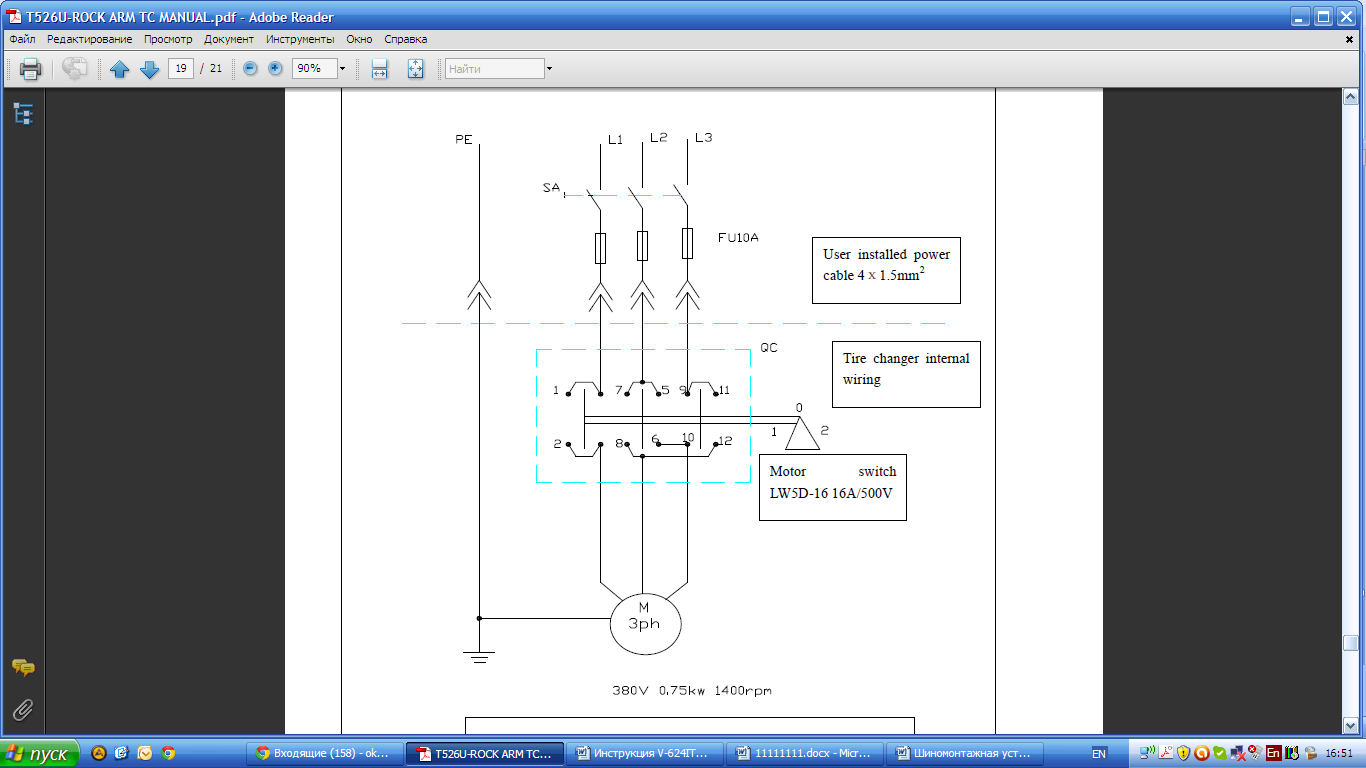 T526U-ROCK ARM TC MANUAL.pdf - Adobe Reader
Файл Редактирование Просмотр Документ Инструменты Окно Справка
19 / 21 90% Найти
PE L1 L2 L3
SA
FU10A
User installed power
cable 4 x 1.5mm2
QC
Tire changer internal
wiring
1 7 5 9 11
0
1 2
2 8 6 10 12
Motor switch
LW5D-16 16A/500V
M
3ph
380V 0.75kw 1400rpm
пуск Входящие (158) - ok... T526U-ROCK ARM TC... Инструкция V-624IT... 11111111.docx - Micr... Шиномонтажная уст... EN En 16:51